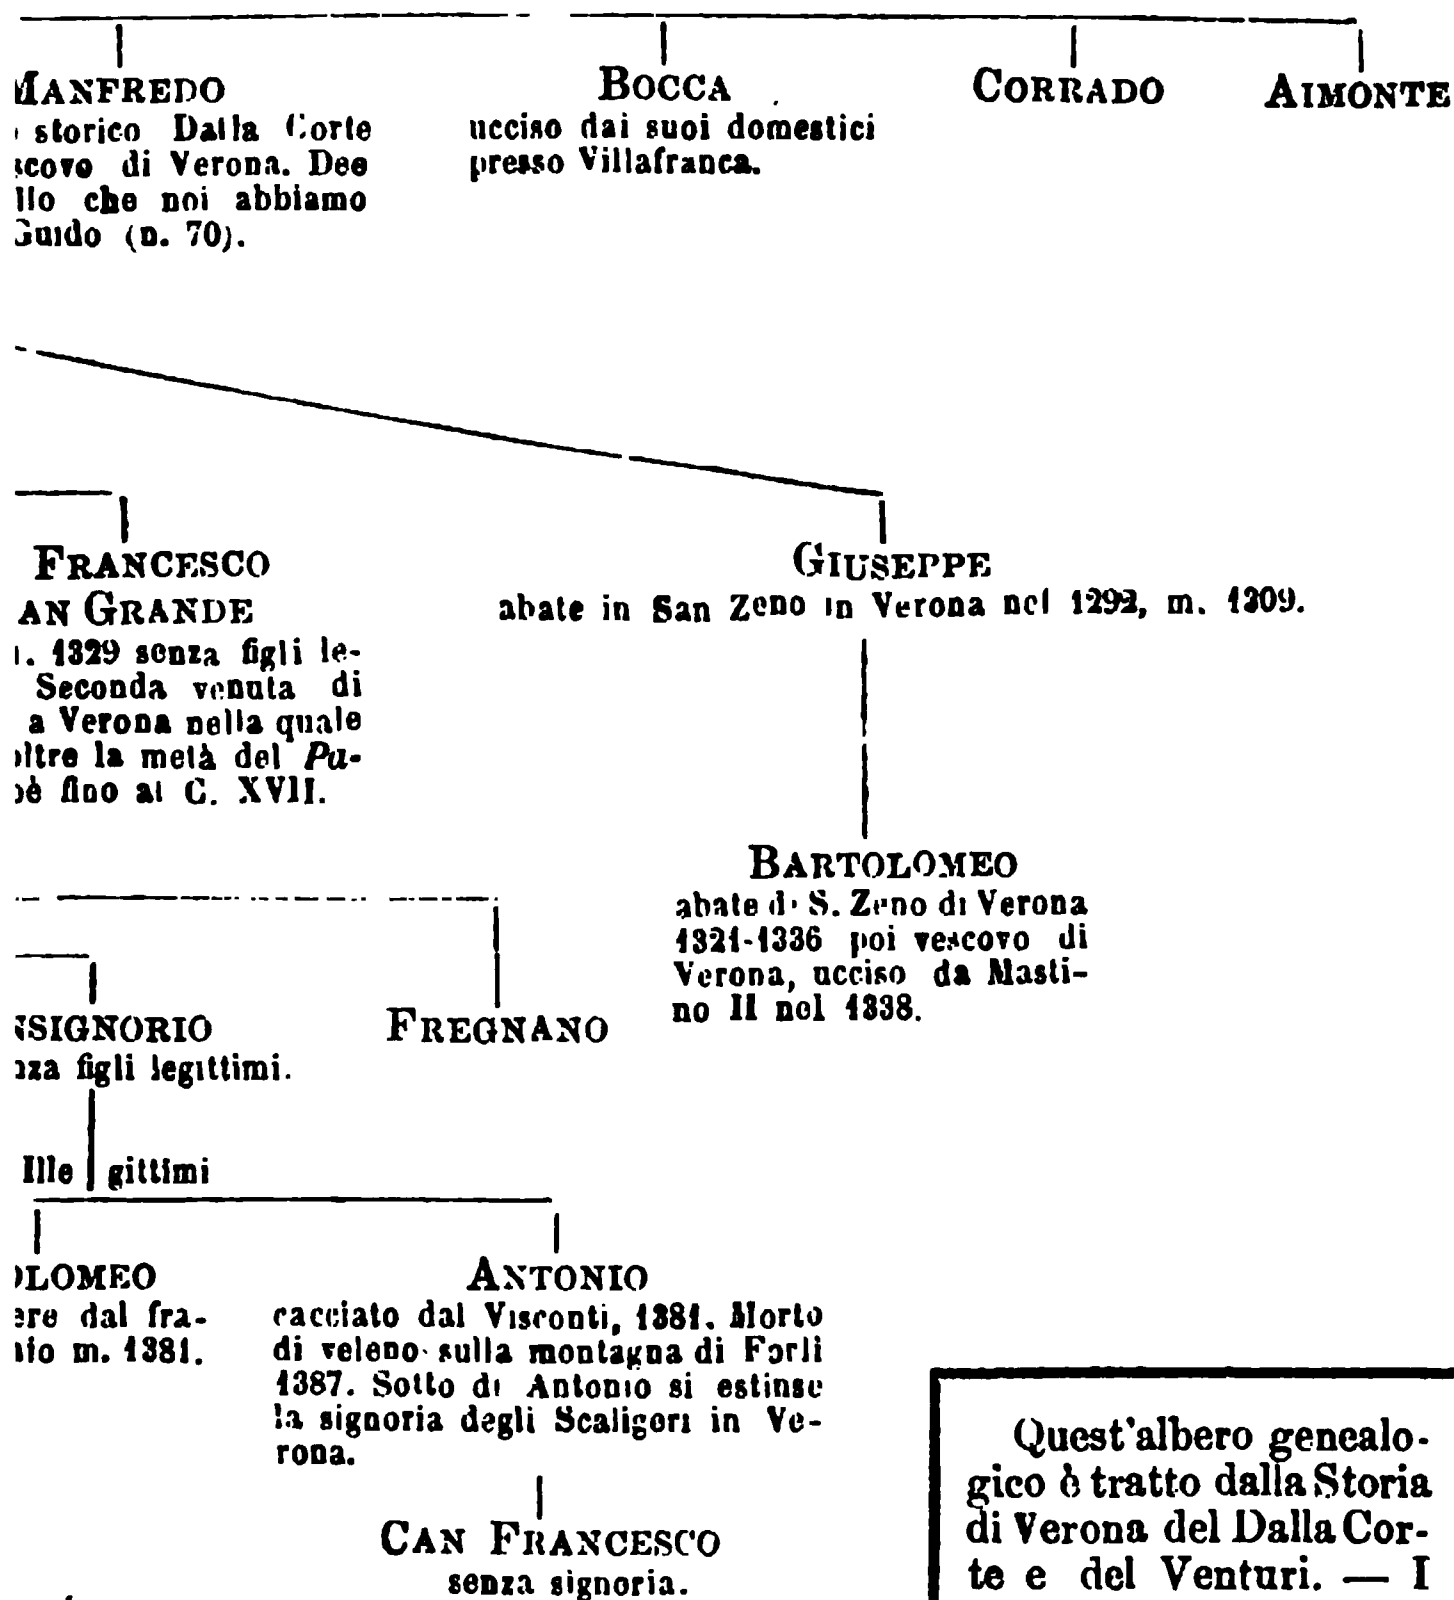 MANFREDO
storico Dalla Corte
scovo di Verona. Dee
llo che noi abbiamo
Guido (n. 70).
BOCCA
ucciso dai suoi domestici
presso Villafranca.
CORRADO
AIMONTE
FRANCESCO
AN GRANDE
1329 senza figli le-
Seconda venuta di
a Verona nella quale
oltre la metà del Pa-
fino al C. XVII.
GIUSEPPE
abate in San Zeno in Verona nel 1292, m. 1309.
BARTOLOMEO
abate di S. Zeno di Verona
1321-1336 poi vescovo di
Verona, ucciso da Masti-
no II nel 1338.
NSIGNORIO
nza figli legittimi.
FREGNANO
Ille gittimi
OLOMEO
ere dal fra-
nio m. 1381.
ANTONIO
cacciato dal Visconti, 1381. Morto
di veleno sulla montagna di Forlì
1387. Sotto di Antonio si estinse
la signoria degli Scaligeri in Ve-
rona.
CAN FRANCESCO
senza signoria.
Quest'albero genealo-
gico è tratto dalla Storia
di Verona del Dalla Cor-
te e del Venturi. — I